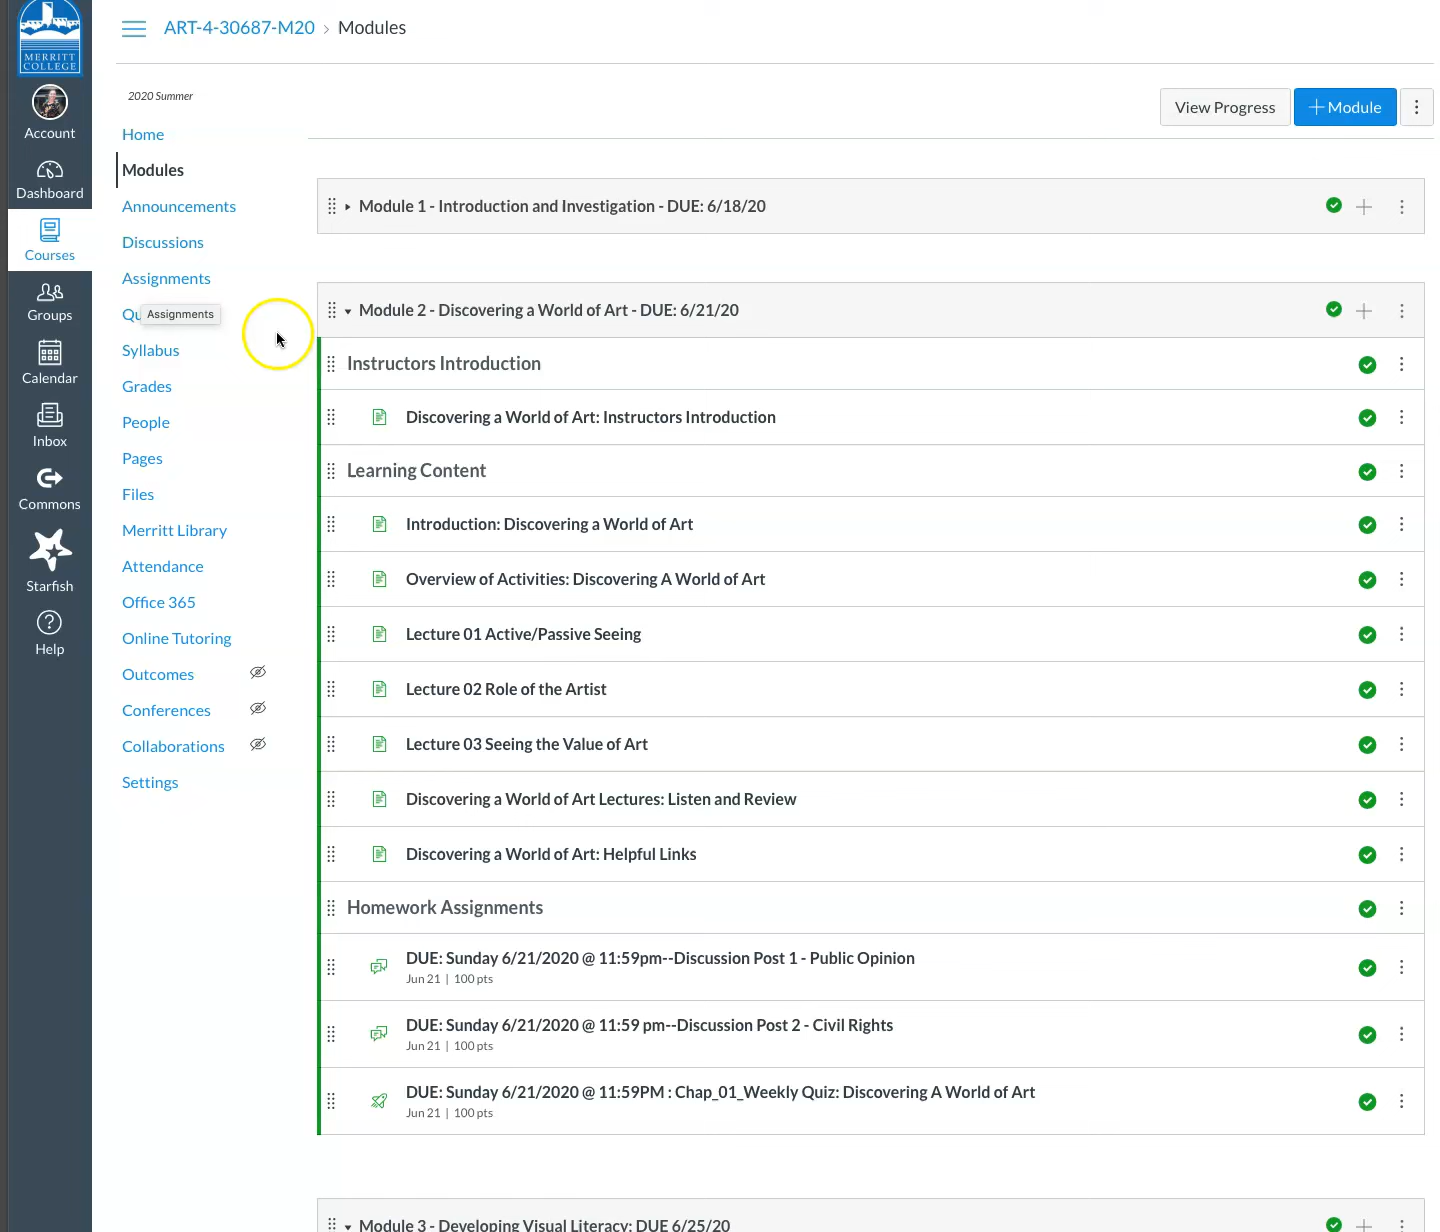 MERRITT
COLLEGE
Account
Dashboard
Courses
Groups
Calendar
Inbox
Commons
Starfish
Help
ART-4-30687-M20 › Modules
2020 Summer
Home
Modules
Announcements
Discussions
Assignments
Qu
Assignments
Syllabus
Grades
People
Pages
Files
Merritt Library
Attendance
Office 365
Online Tutoring
Outcomes
Conferences
Collaborations
Settings
View Progress
+ Module
Module 1 - Introduction and Investigation - DUE: 6/18/20
Module 2 - Discovering a World of Art - DUE: 6/21/20
Instructors Introduction
Discovering a World of Art: Instructors Introduction
Learning Content
Introduction: Discovering a World of Art
Overview of Activities: Discovering A World of Art
Lecture 01 Active/Passive Seeing
Lecture 02 Role of the Artist
Lecture 03 Seeing the Value of Art
Discovering a World of Art Lectures: Listen and Review
Discovering a World of Art: Helpful Links
Homework Assignments
DUE: Sunday 6/21/2020 @ 11:59pm--Discussion Post 1 - Public Opinion
Jun 21 | 100 pts
DUE: Sunday 6/21/2020 @ 11:59 pm--Discussion Post 2 - Civil Rights
Jun 21 | 100 pts
DUE: Sunday 6/21/2020 @ 11:59PM : Chap_01_Weekly Quiz: Discovering A World of Art
Jun 21 | 100 pts
Module 3 - Developing Visual Literacy: DUE 6/25/20